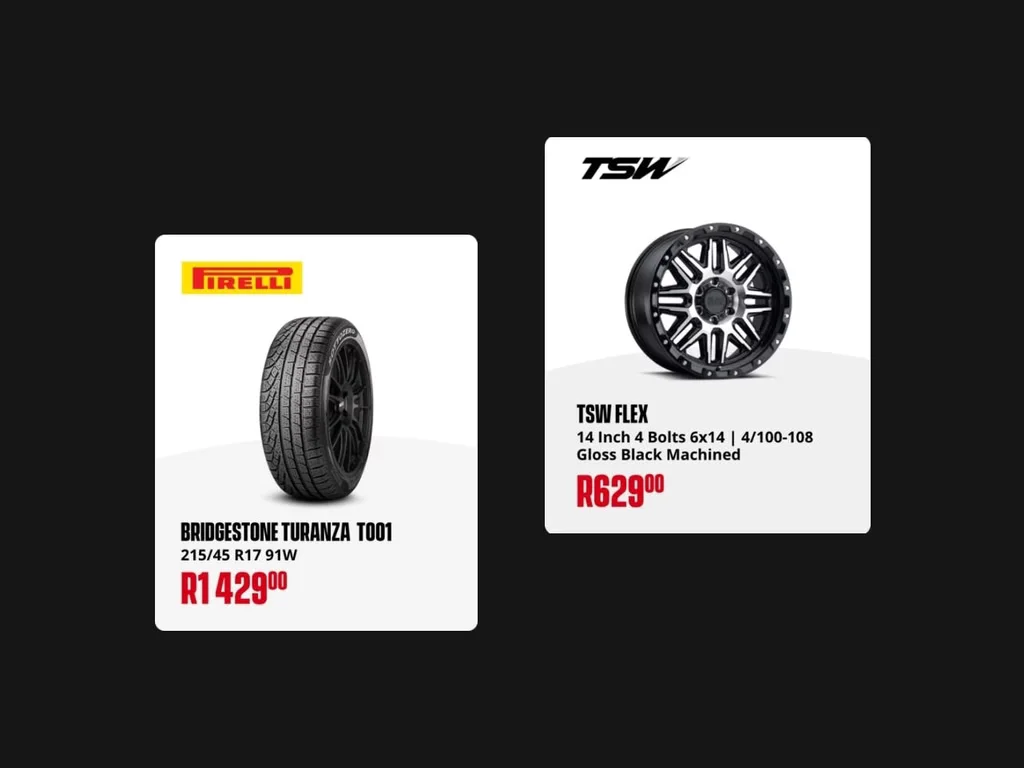 PIRELLI
BRIDGESTONE TURANZA T001
215/45 R17 91W
R1 42900
TSW
TSW FLEX
14 Inch 4 Bolts 6x14 | 4/100-108
Gloss Black Machined
R62900